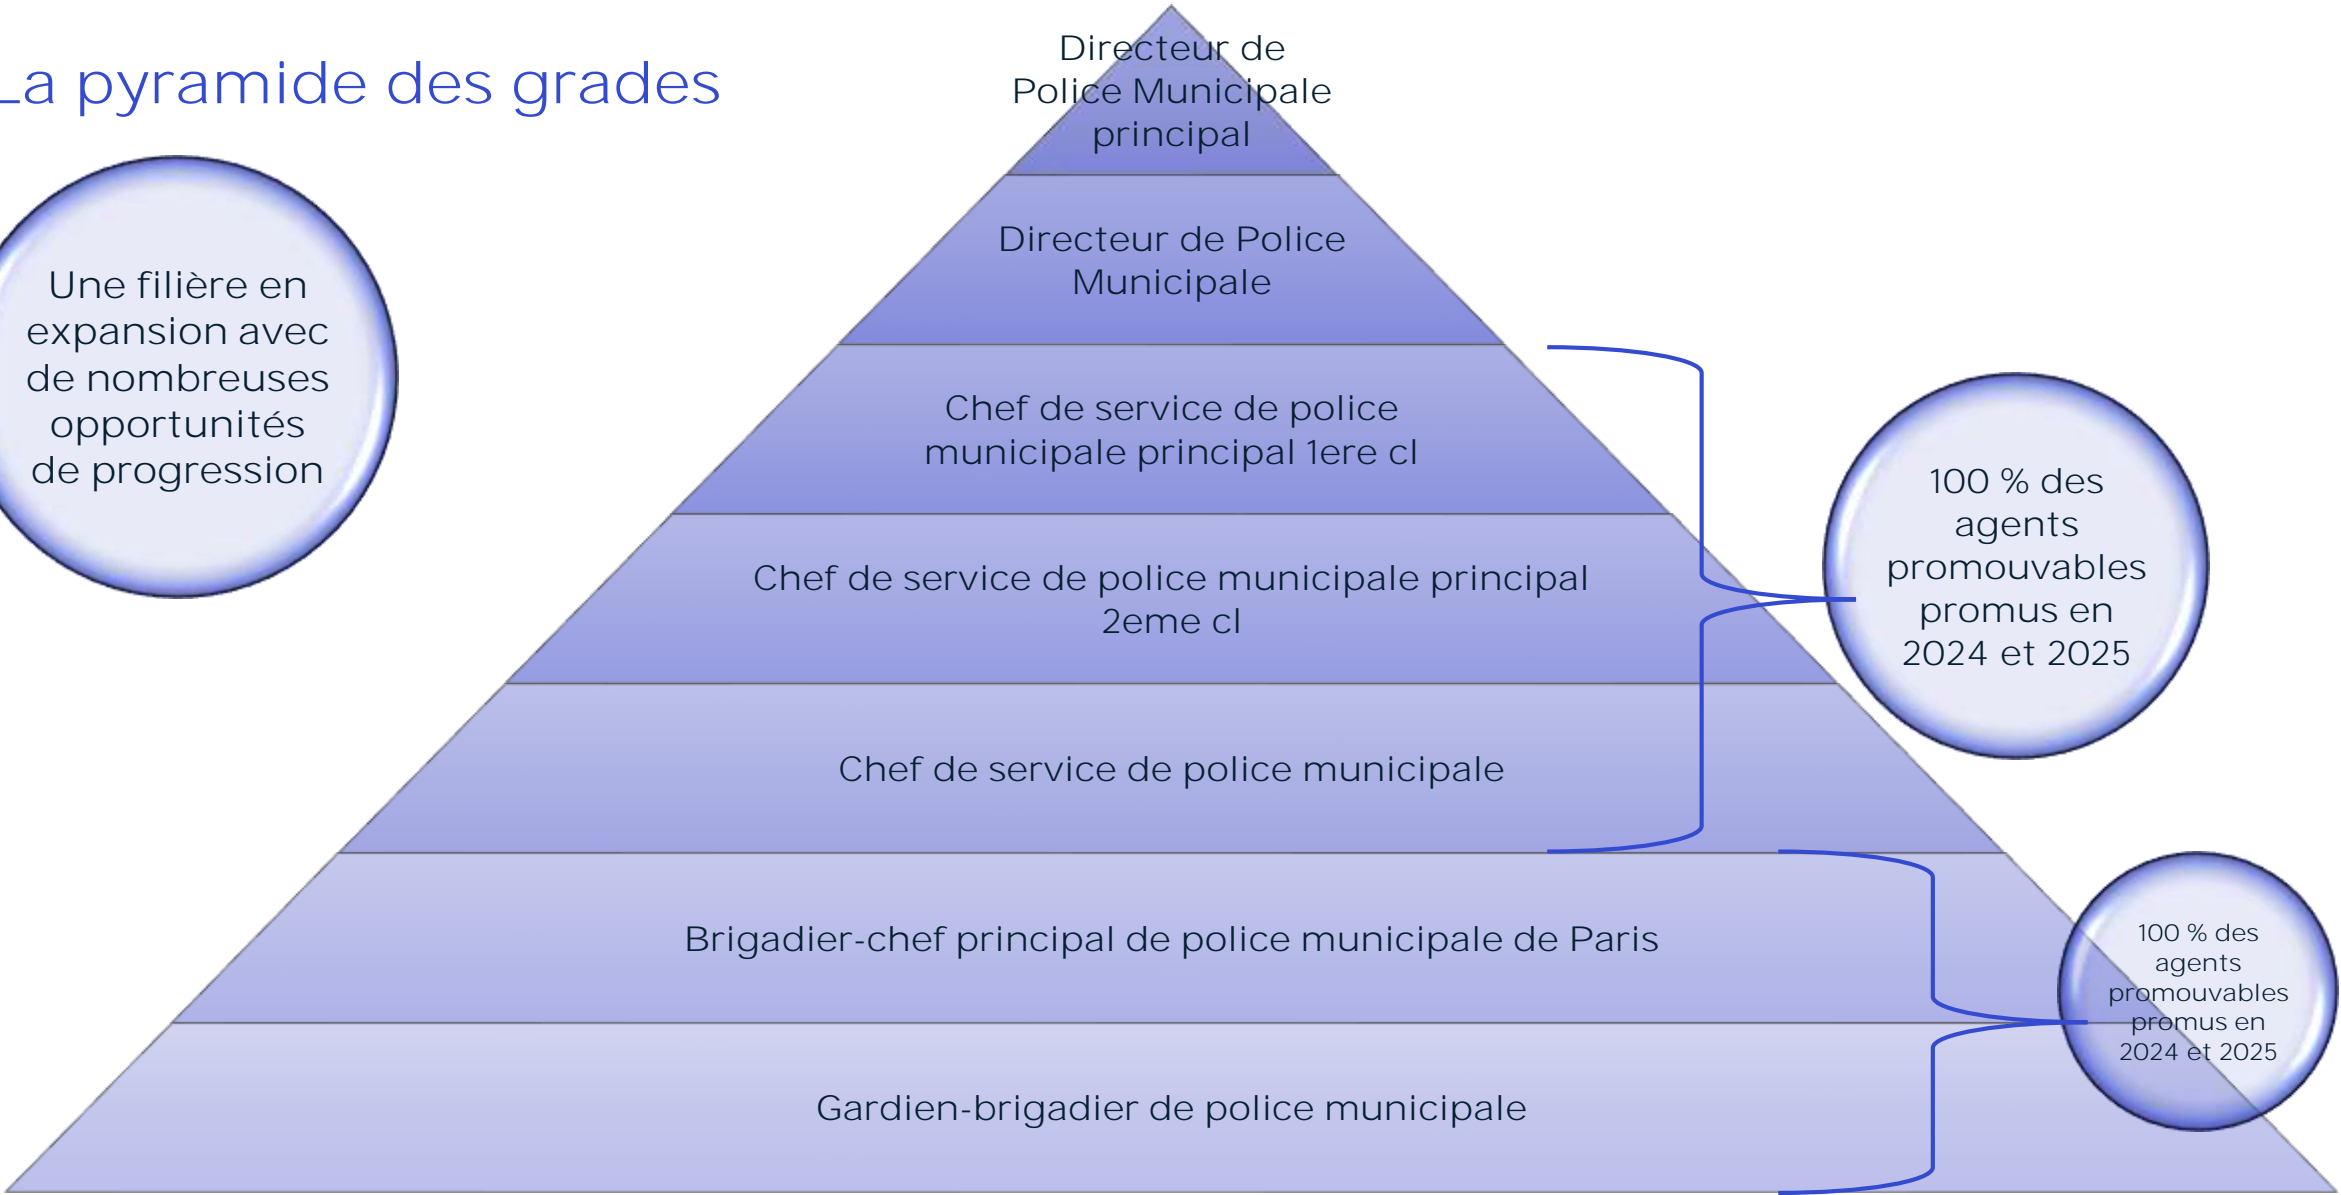 La pyramide des grades
Une filière en
expansion avec
de nombreuses
opportunités
de progression
Directeur de
Police Municipale
principal
Directeur de Police
Municipale
Chef de service de police
municipale principal 1ere cl
Chef de service de police municipale principal
2eme cl
Chef de service de police municipale
Brigadier-chef principal de police municipale de Paris
Gardien-brigadier de police municipale
100 % des
agents
promouvables
promus en
2024 et 2025
100 % des
agents
promouvables
promus en
2024 et 2025